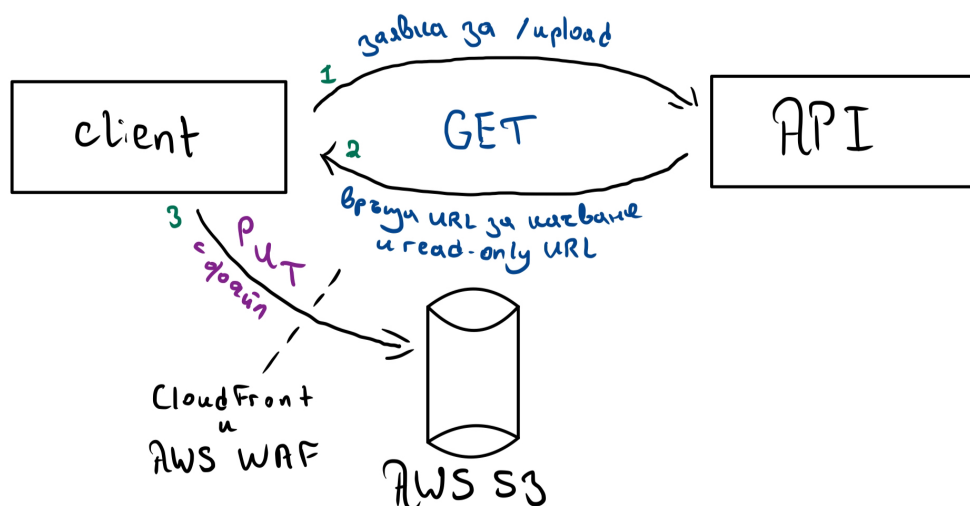 заявка за /upload
1
client
GET
API
2
връща URL за качване
и read-only URL
3
PUT
с файл
CloudFront
и
AWS WAF
AWS S3